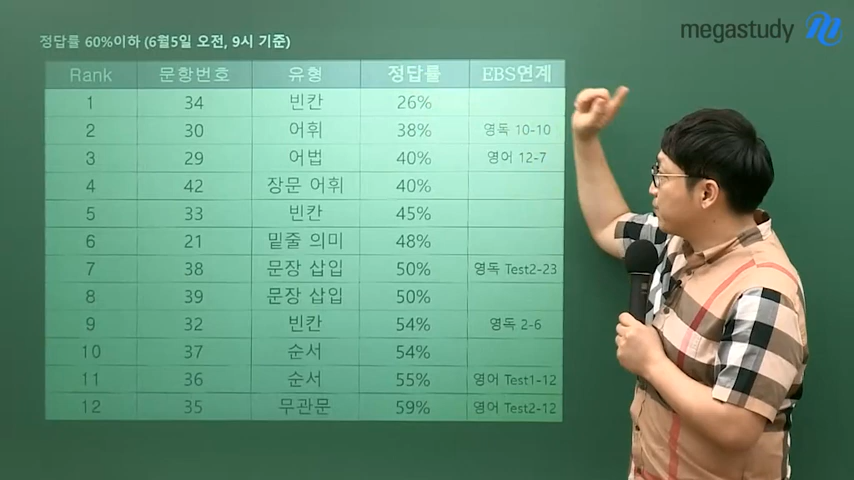 megastudy
정답률 60%이하 (6월5일 오전, 9시 기준)
Rank 문항번호 유형 정답률 EBS연계
1 34 빈칸 26%
2 30 어휘 38% 영독 10-10
3 29 어법 40% 영어 12-7
4 42 장문 어휘 40%
5 33 빈칸 45%
6 21 밑줄 의미 48%
7 38 문장 삽입 50% 영독 Test2-23
8 39 문장 삽입 50%
9 32 빈칸 54% 영독 2-6
10 37 순서 54%
11 36 순서 55% 영어 Test1-12
12 35 무관문 59% 영어 Test2-12